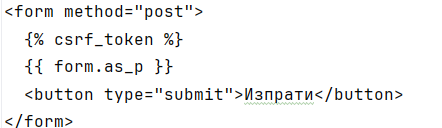 <form method="post">
  {% csrf_token %}
  {{ form.as_p }}
  <button type="submit">Изпрати</button>
</form>